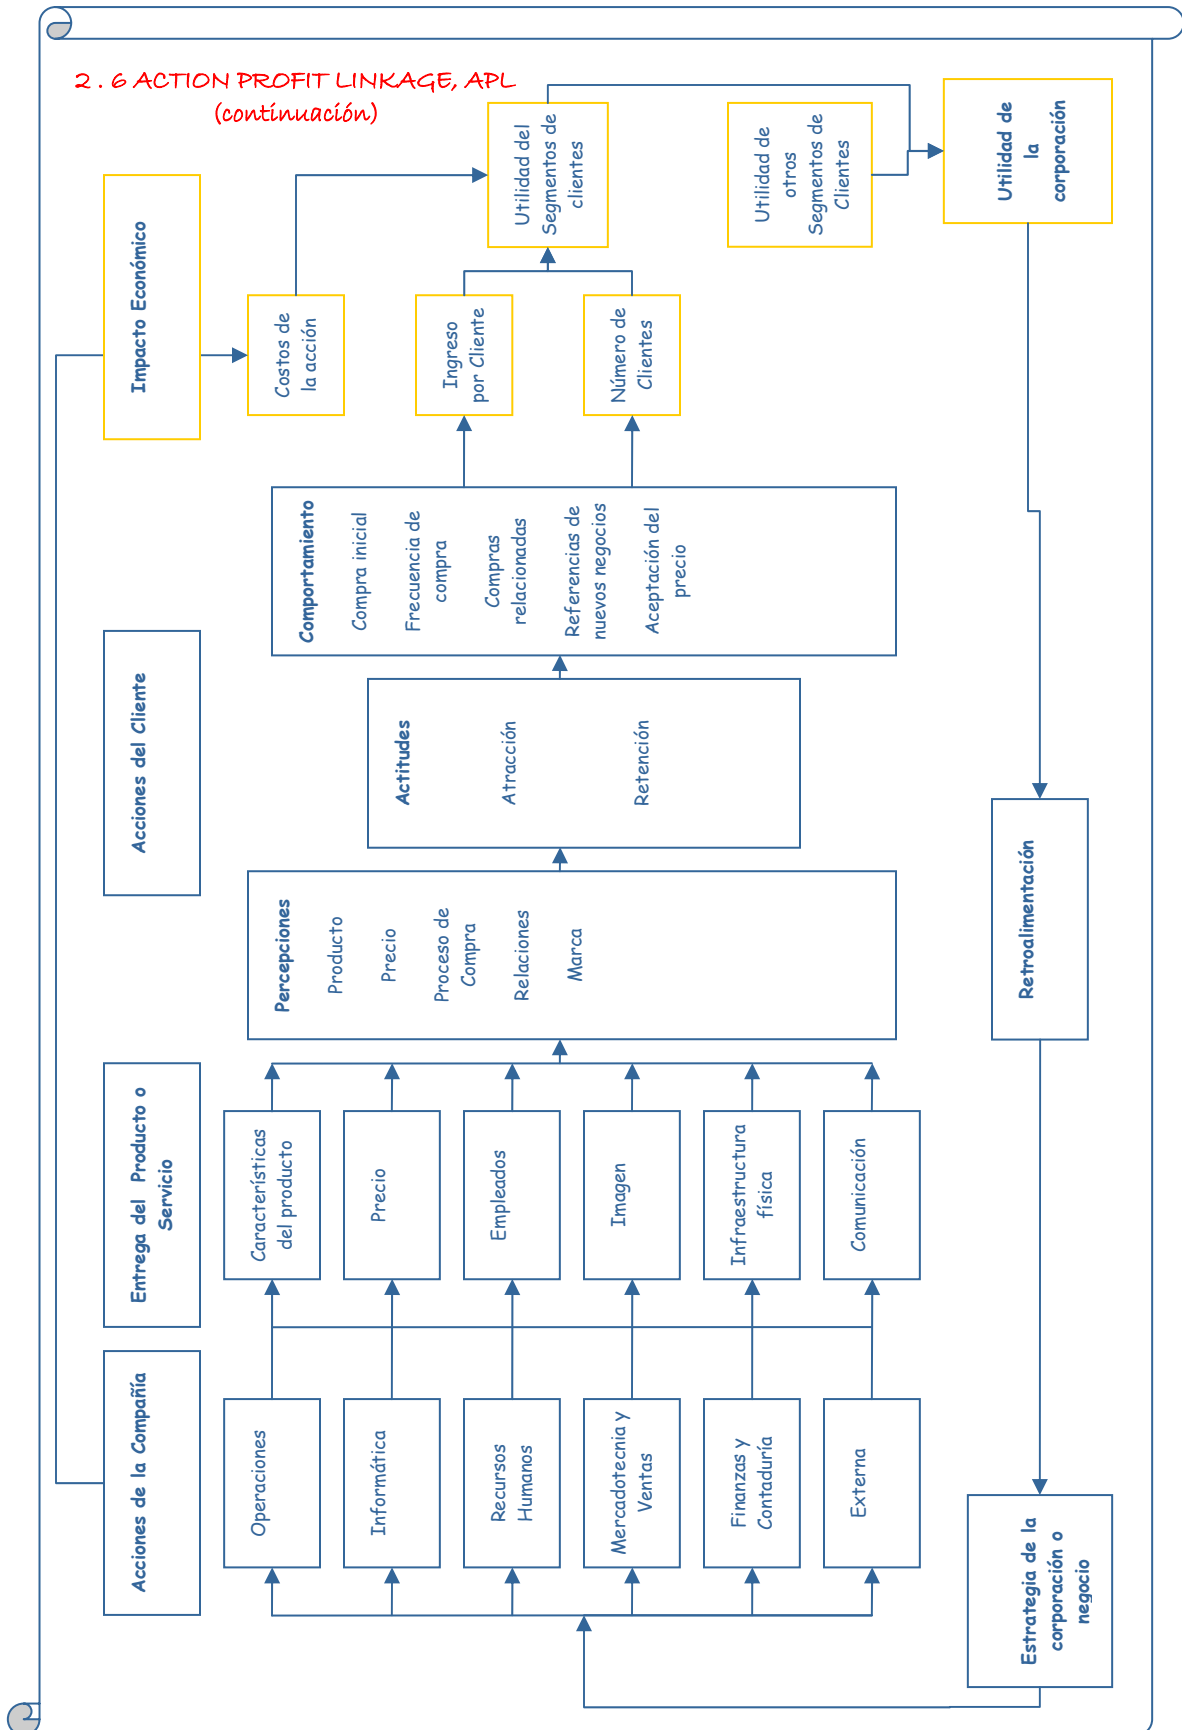 2.6 ACTION PROFIT LINKAGE, APL
(continuación)
Acciones de la Compañía
Entrega del Producto o
Servicio
Acciones del Cliente
Impacto Económico
Operaciones
Informática
Recursos
Humanos
Mercadotecnia y
Ventas
Finanzas y
Contaduría
Externa
Características
del producto
Precio
Empleados
Imagen
Infraestructura
física
Comunicación
Percepciones
Producto
Precio
Proceso de
Compra
Relaciones
Marca
Actitudes
Atracción
Retención
Comportamiento
Compra inicial
Frecuencia de
compra
Compras
relacionadas
Referencias de
nuevos negocios
Aceptación del
precio
Costos de
la acción
Ingreso
por Cliente
Número de
Clientes
Utilidad del
Segmentos de
clientes
Utilidad de
otros
Segmentos de
Clientes
Utilidad de
la
corporación
Retroalimentación
Estrategia de la
corporación o
negocio